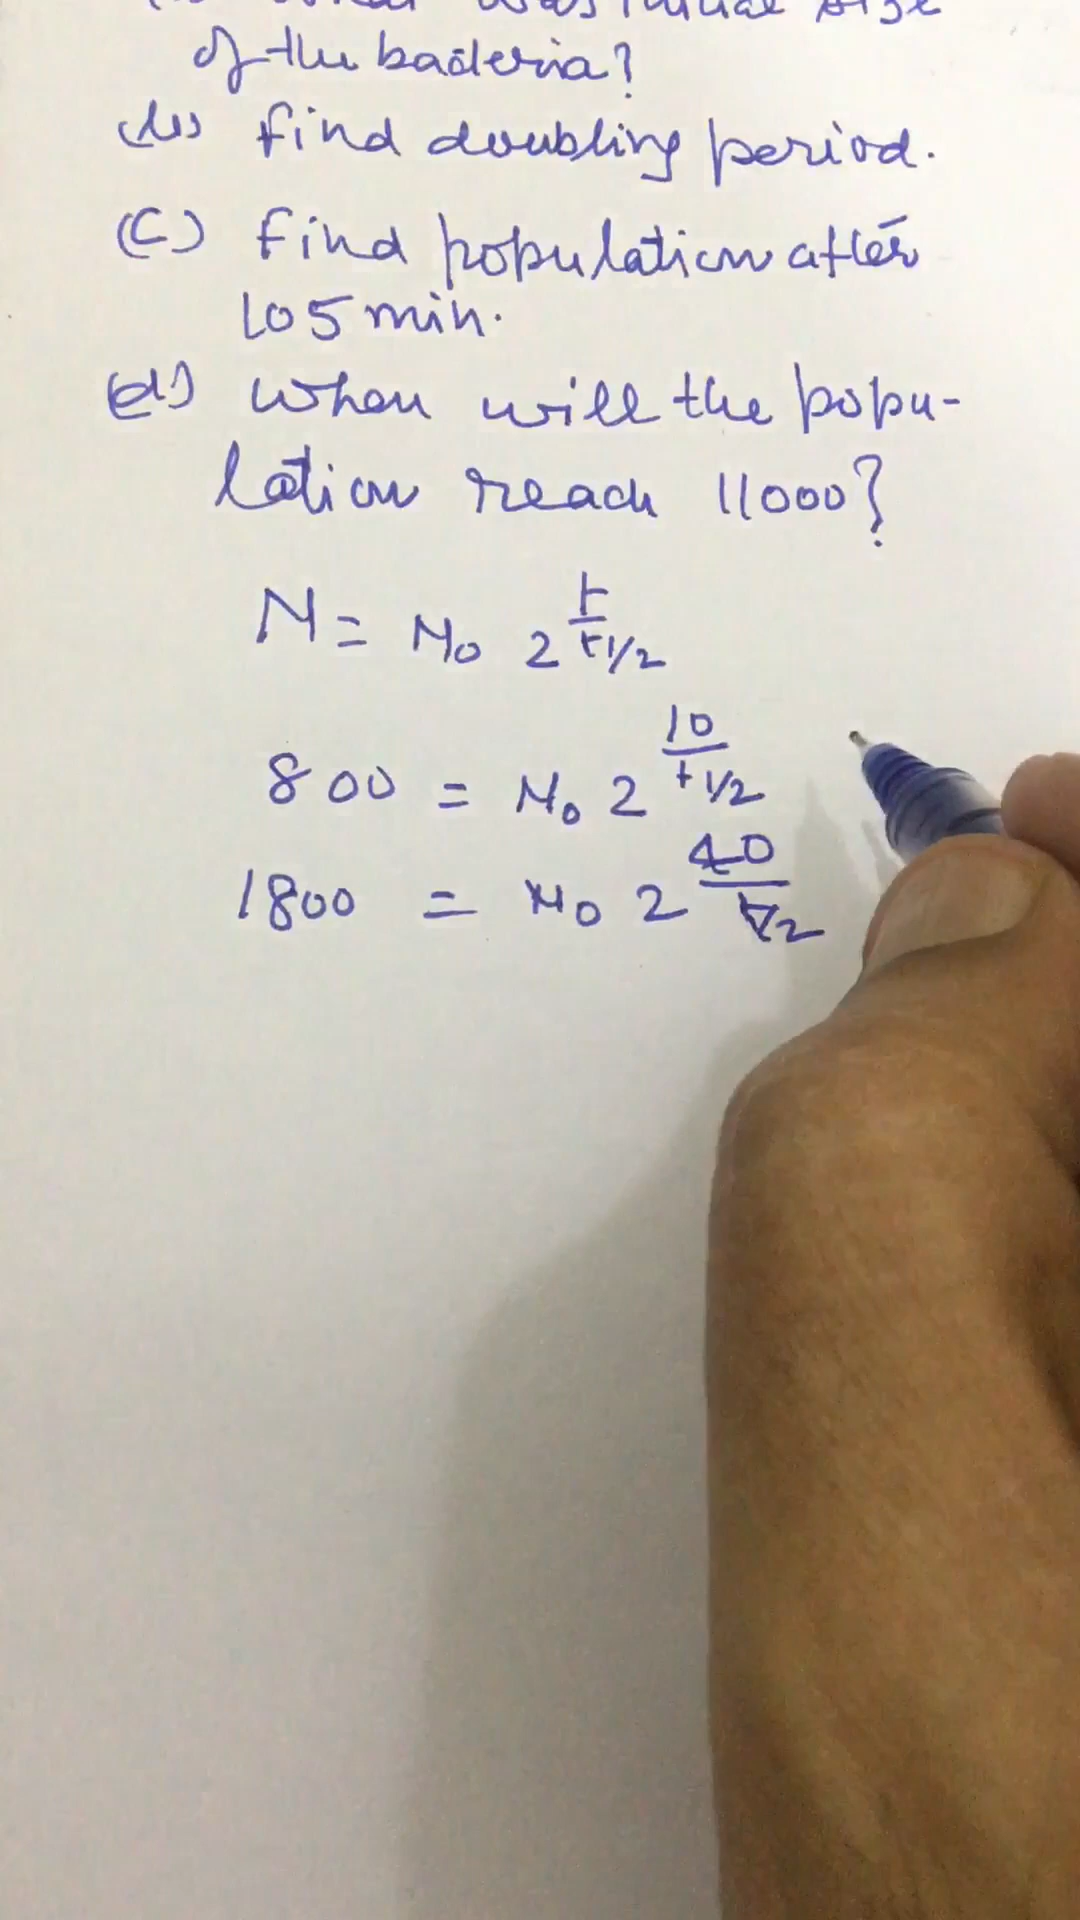 of the bacteria?
(b) find doubling period.
(c) find population after
105 min.
(d) when will the popu-
lation reach 11000?
N = N₀ 2^(t/t1/2)
800 = N₀ 2^(10/t1/2)
1800 = N₀ 2^(40/t1/2)